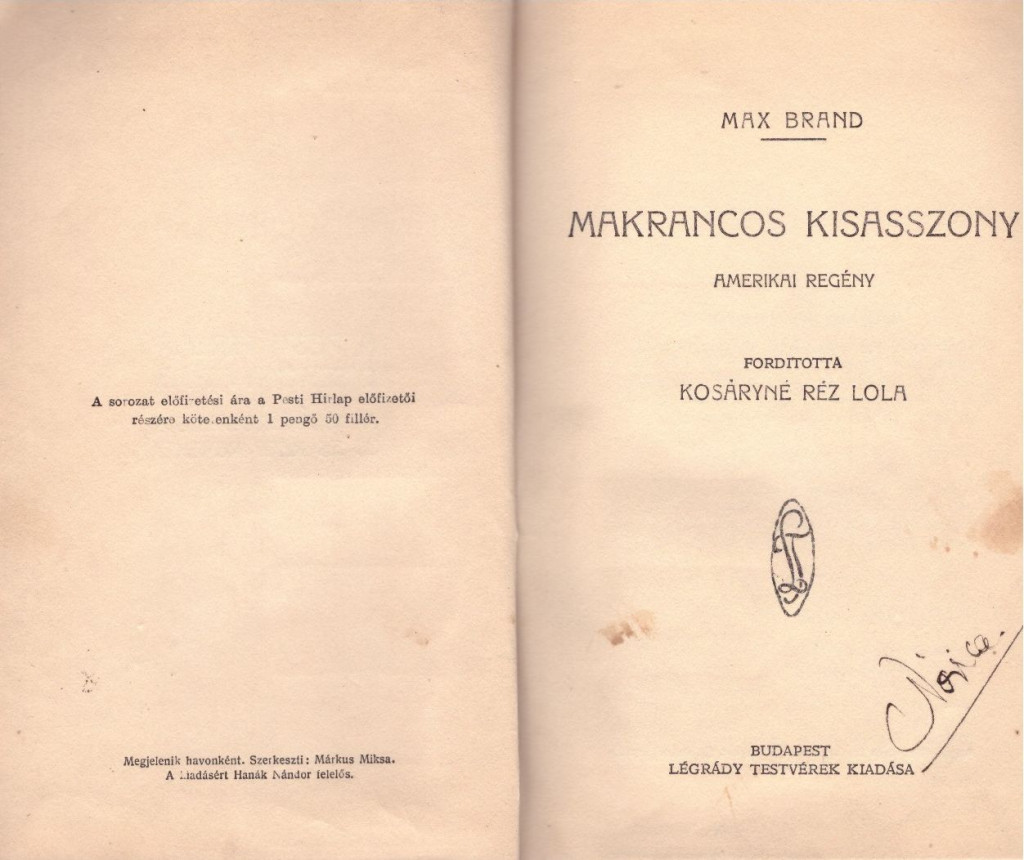 A sorozat előfizetési ára a Pesti Hirlap előfizetői
részére kötetenként 1 pengő 50 fillér.
Megjelenik havonként. Szerkeszti: Márkus Miksa.
A kiadásért Hanák Nándor felelős.
MAX BRAND
MAKRANCOS KISASSZONY
AMERIKAI REGÉNY
FORDITOTTA
KOSÁRYNÉ RÉZ LOLA
BUDAPEST
LÉGRÁDY TESTVÉREK KIADÁSA